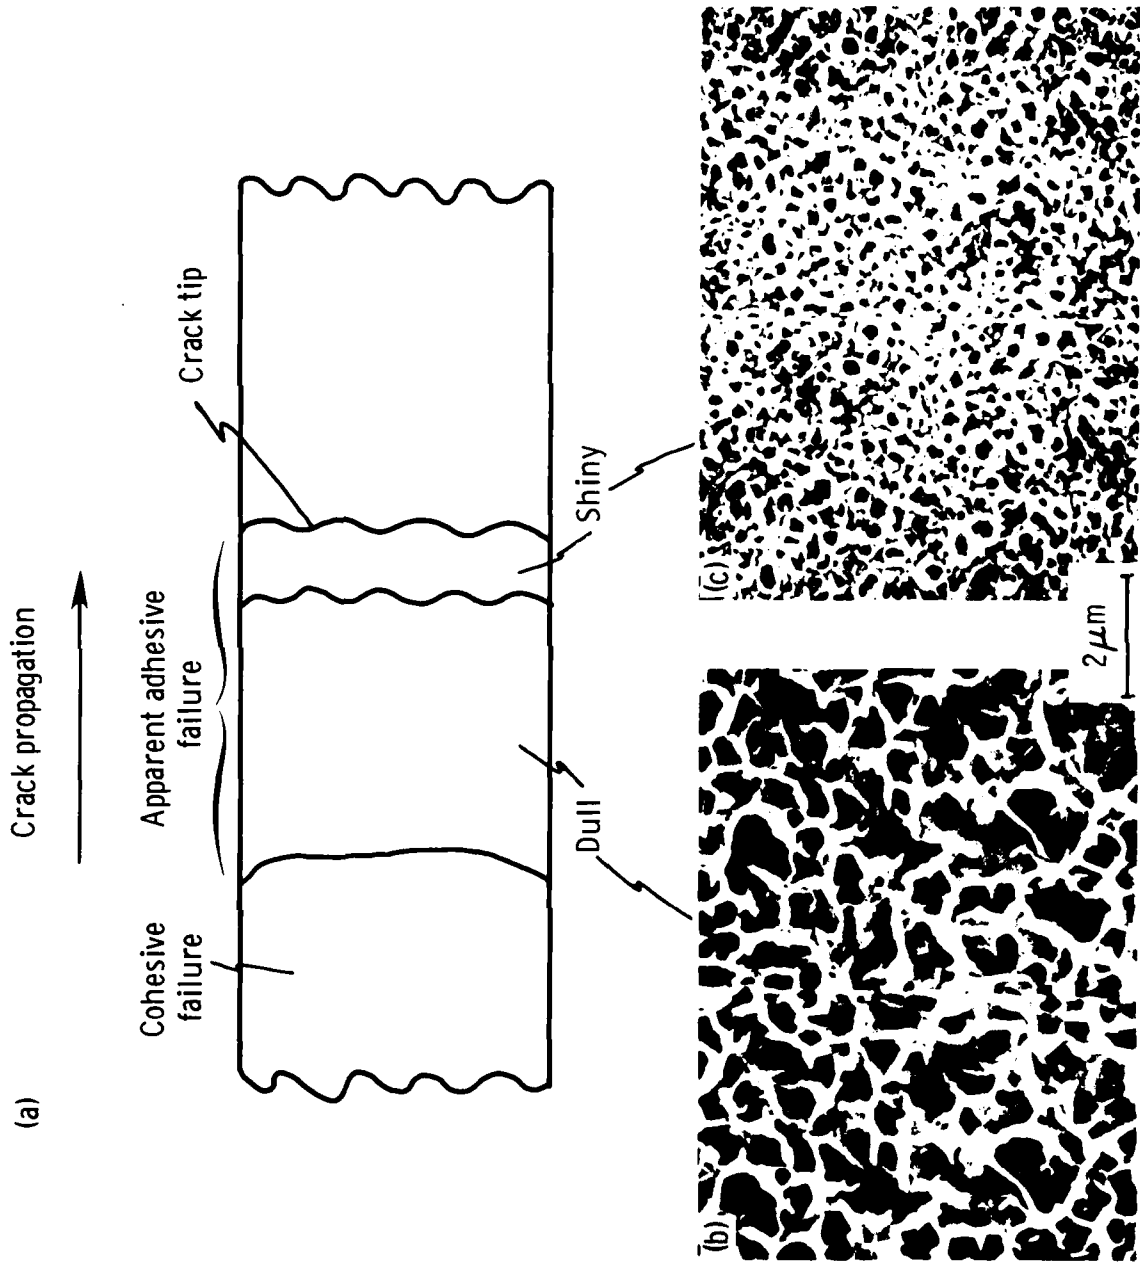 (a)
Crack propagation
Cohesive
failure
Apparent adhesive
failure
Crack tip
Dull
Shiny
(b)
(c)
2μm